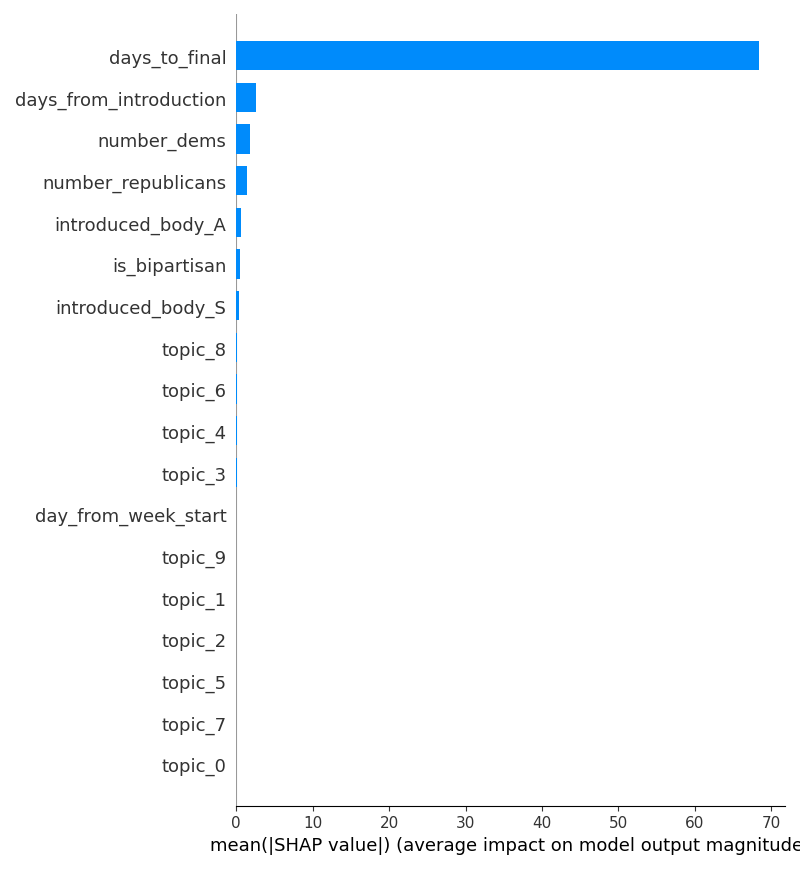 days_to_final
days_from_introduction
number_dems
number_republicans
introduced_body_A
is_bipartisan
introduced_body_S
topic_8
topic_6
topic_4
topic_3
day_from_week_start
topic_9
topic_1
topic_2
topic_5
topic_7
topic_0
0 10 20 30 40 50 60 70
mean(|SHAP value|) (average impact on model output magnitude